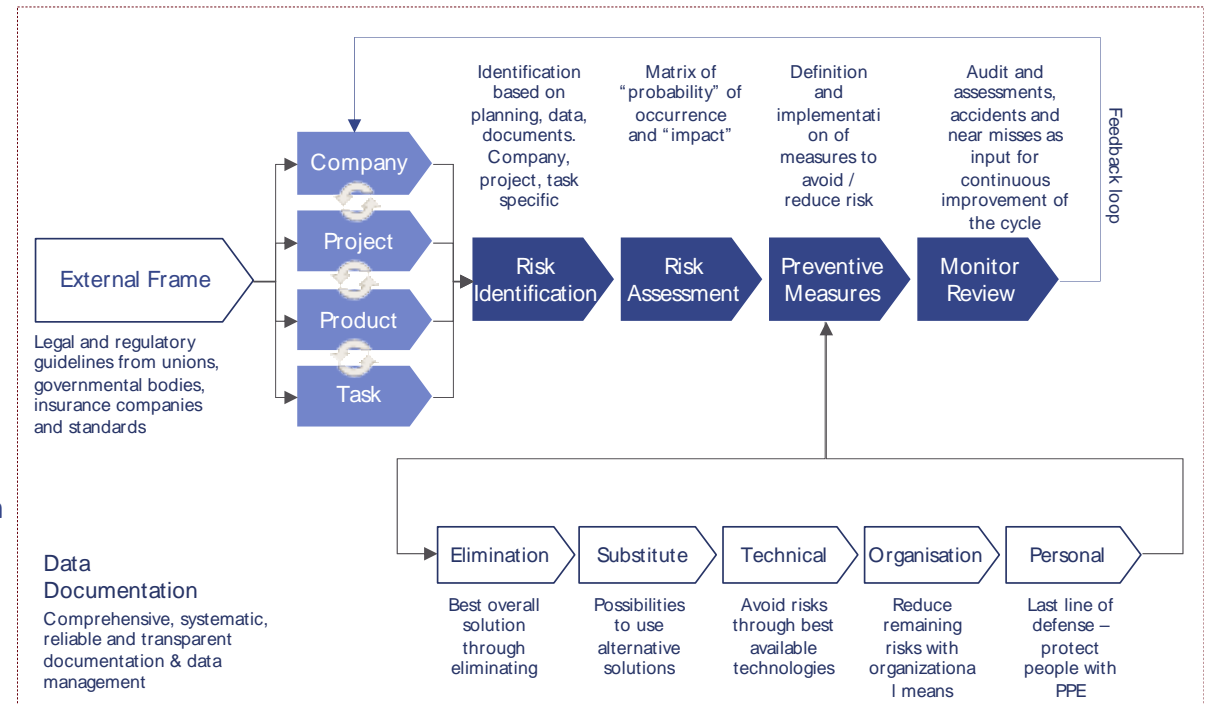 Identification
based on
planning, data,
documents.
Company,
project, task
specific
Matrix of
“probability” of
occurrence
and “impact”
Definition
and
implementati
on of
measures to
avoid /
reduce risk
Audit and
assessments,
accidents and
near misses as
input for
continuous
improvement of
the cycle
Feedback loop
Company
Project
Product
Task
External Frame
Legal and regulatory
guidelines from unions,
governmental bodies,
insurance companies
and standards
Risk
Identification
Risk
Assessment
Preventive
Measures
Monitor
Review
Elimination
Substitute
Technical
Organisation
Personal
Best overall
solution
through
eliminating
Possibilities
to use
alternative
solutions
Avoid risks
through best
available
technologies
Reduce
remaining
risks with
organizationa
l means
Last line of
defense –
protect
people with
PPE
Data
Documentation
Comprehensive, systematic,
reliable and transparent
documentation & data
management